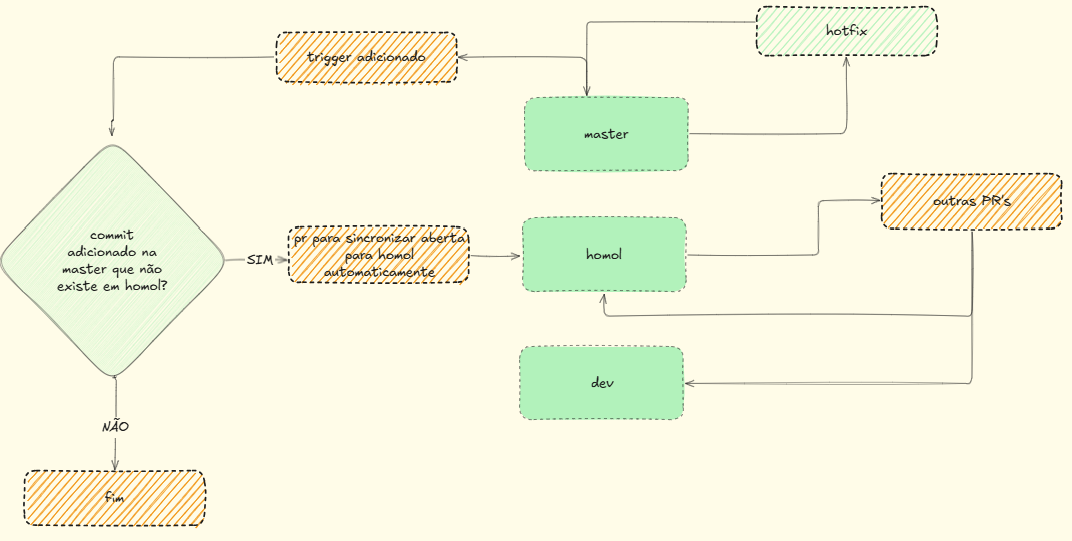 hotfix
trigger adicionado
master
outras PR's
commit
adicionado na
master que não
existe em homol?
SIM
pr para sincronizar aberta
para homol
automaticamente
homol
dev
NÃO
fim